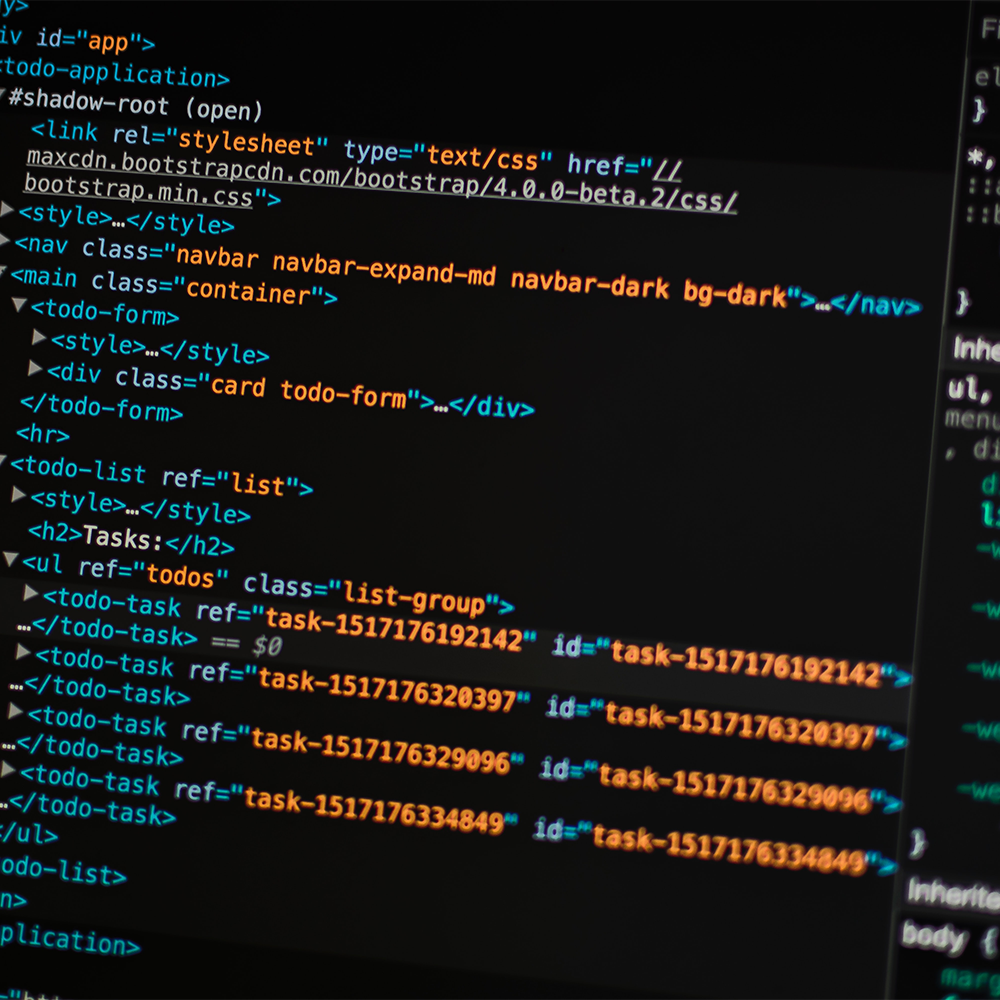 y>
iv id="app">
<todo-application>
#shadow-root (open)
<link rel="stylesheet" type="text/css" href="//
maxcdn.bootstrapcdn.com/bootstrap/4.0.0-beta.2/css/
bootstrap.min.css">
<style>…</style>
<nav class="navbar navbar-expand-md navbar-dark bg-dark">…</nav>
<main class="container">
<todo-form>
<style>…</style>
<div class="card todo-form">…</div>
</todo-form>
<hr>
<todo-list ref="list">
<style>…</style>
<h2>Tasks:</h2>
<ul ref="todos" class="list-group">
<todo-task ref="task-1517176192142" id="task-1517176192142">
…</todo-task> == $0
<todo-task ref="task-1517176320397" id="task-1517176320397">
…</todo-task>
<todo-task ref="task-1517176329096" id="task-1517176329096">
…</todo-task>
<todo-task ref="task-1517176334849" id="task-1517176334849">
…</todo-task>
</ul>
odo-list>
n>
plication>
Fi
el
}
*,
}
Inhe
ul,
menu
, di
d
l
}
Inherite
body {
marg